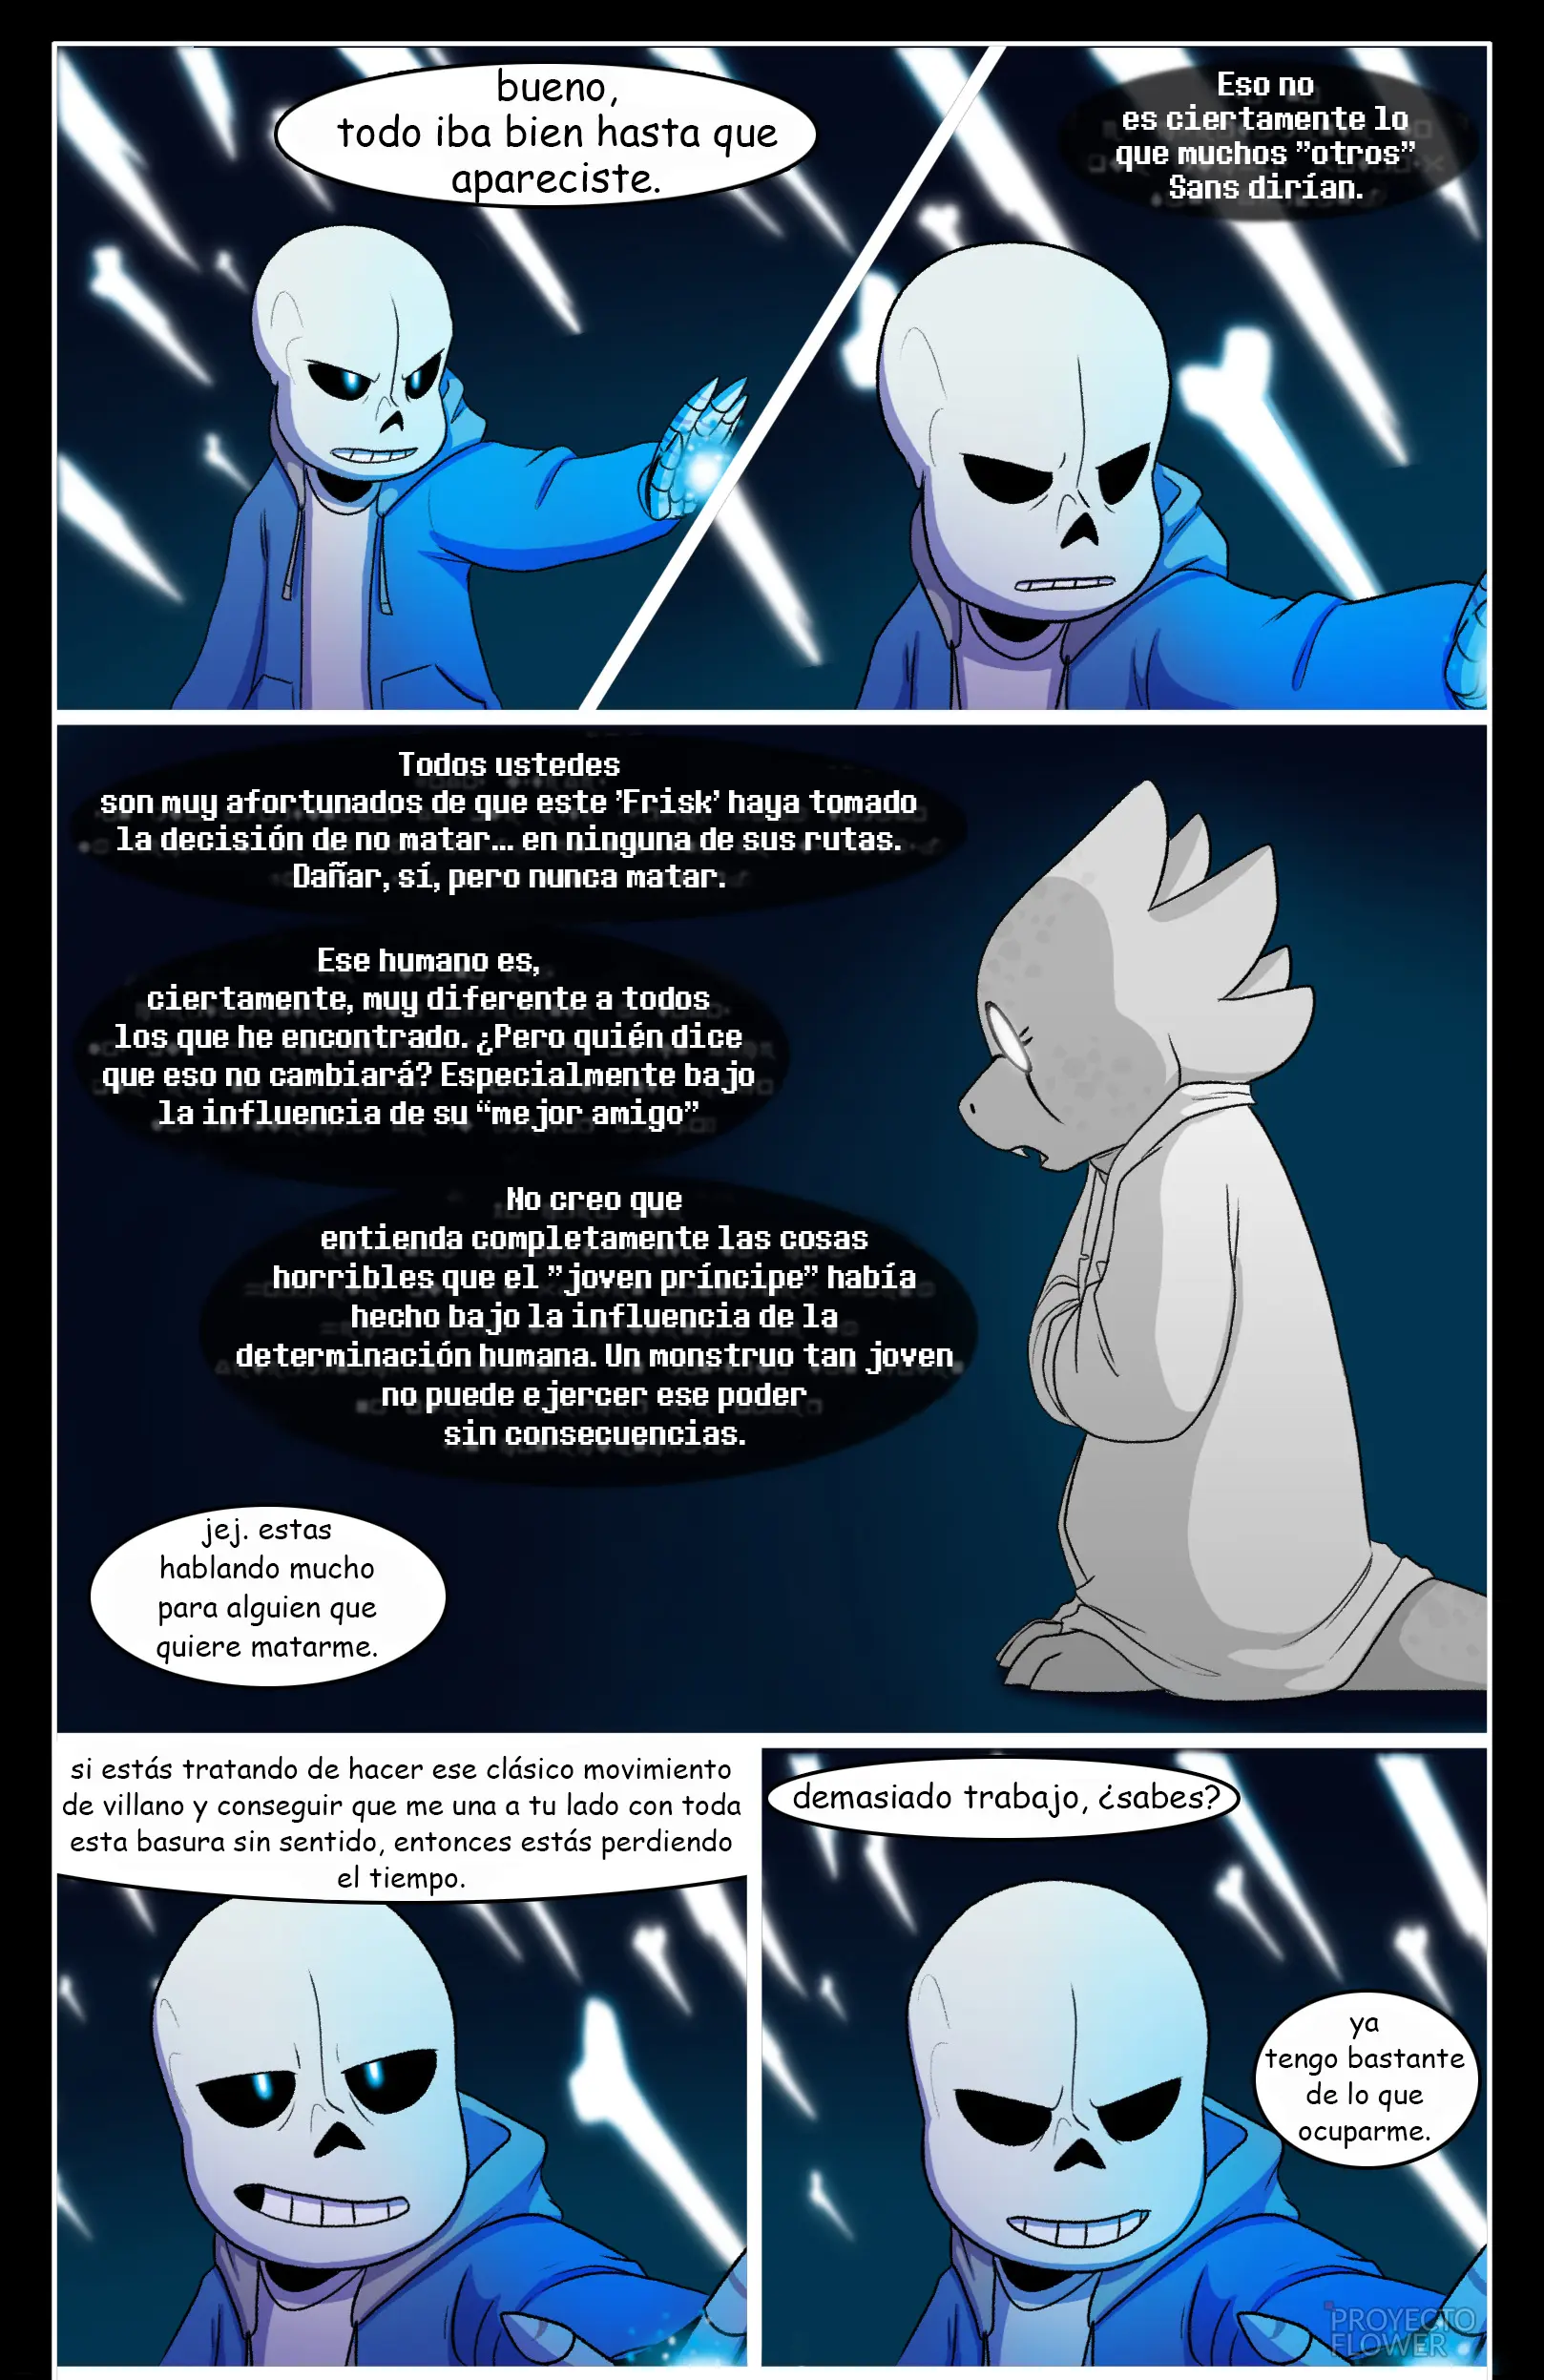 bueno,
todo iba bien hasta que
apareciste.
Eso no
es ciertamente lo
que muchos "otros"
Sans dirían.
Todos ustedes
son muy afortunados de que este 'Frisk' haya tomado
la decisión de no matar... en ninguna de sus rutas.
Dañar, sí, pero nunca matar.
Ese humano es,
ciertamente, muy diferente a todos
los que he encontrado. ¿Pero quién dice
que eso no cambiará? Especialmente bajo
la influencia de su “mejor amigo”
No creo que
entienda completamente las cosas
horribles que el "joven príncipe" había
hecho bajo la influencia de la
determinación humana. Un monstruo tan joven
no puede ejercer ese poder
sin consecuencias.
jej. estas
hablando mucho
para alguien que
quiere matarme.
si estás tratando de hacer ese clásico movimiento
de villano y conseguir que me una a tu lado con toda
esta basura sin sentido, entonces estás perdiendo
el tiempo.
demasiado trabajo, ¿sabes?
ya
tengo bastante
de lo que
ocuparme.
PROYECTO
FLOWER